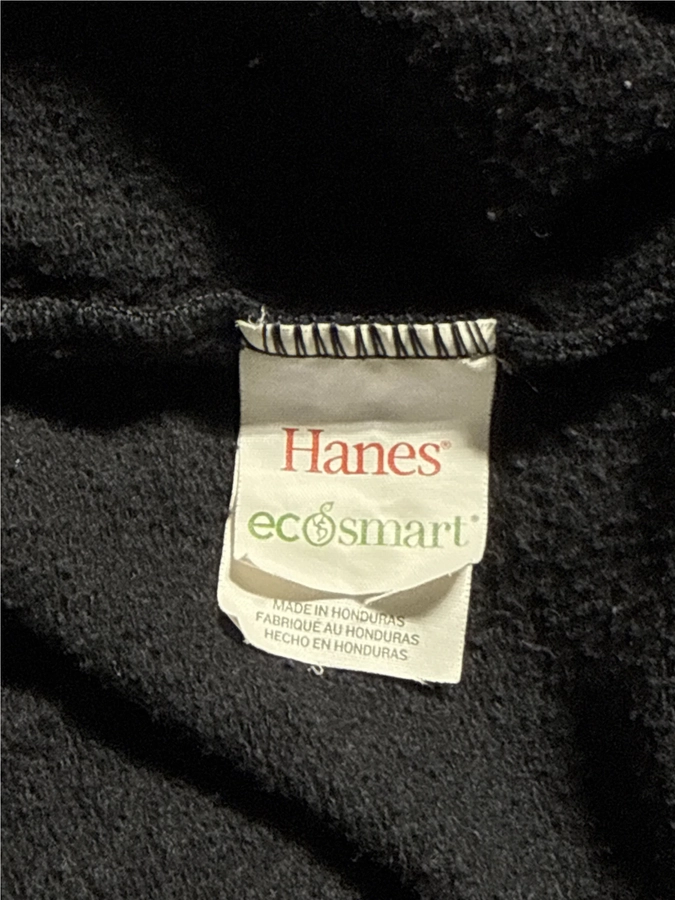 Hanes®
ecosmart®
MADE IN HONDURAS
FABRIQUÉ AU HONDURAS
HECHO EN HONDURAS